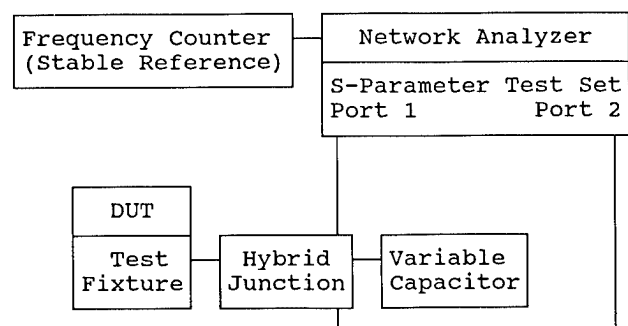 Frequency Counter
(Stable Reference)
Network Analyzer
S-Parameter Test Set
Port 1 Port 2
DUT
Test
Fixture
Hybrid
Junction
Variable
Capacitor